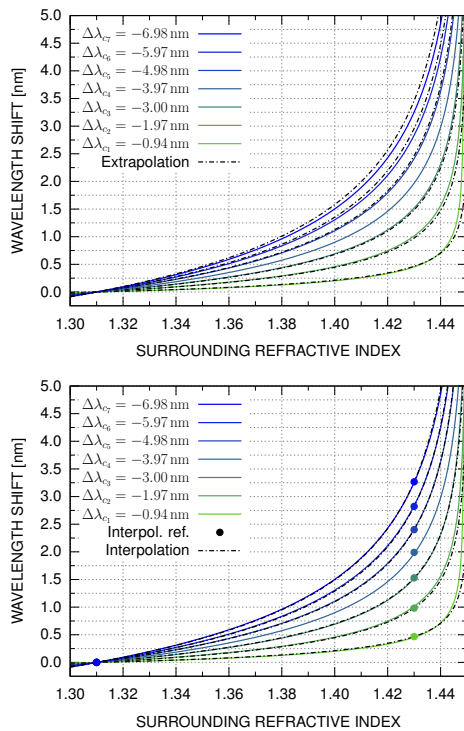 5.0
4.5
4.0
3.5
3.0
2.5
2.0
1.5
1.0
0.5
0.0
WAVELENGTH SHIFT [nm]
Δλc7 = −6.98 nm
Δλc6 = −5.97 nm
Δλc5 = −4.98 nm
Δλc4 = −3.97 nm
Δλc3 = −3.00 nm
Δλc2 = −1.97 nm
Δλc1 = −0.94 nm
Extrapolation
1.30 1.32 1.34 1.36 1.38 1.40 1.42 1.44
SURROUNDING REFRACTIVE INDEX
5.0
4.5
4.0
3.5
3.0
2.5
2.0
1.5
1.0
0.5
0.0
WAVELENGTH SHIFT [nm]
Δλc7 = −6.98 nm
Δλc6 = −5.97 nm
Δλc5 = −4.98 nm
Δλc4 = −3.97 nm
Δλc3 = −3.00 nm
Δλc2 = −1.97 nm
Δλc1 = −0.94 nm
Interpol. ref.
Interpolation
1.30 1.32 1.34 1.36 1.38 1.40 1.42 1.44
SURROUNDING REFRACTIVE INDEX